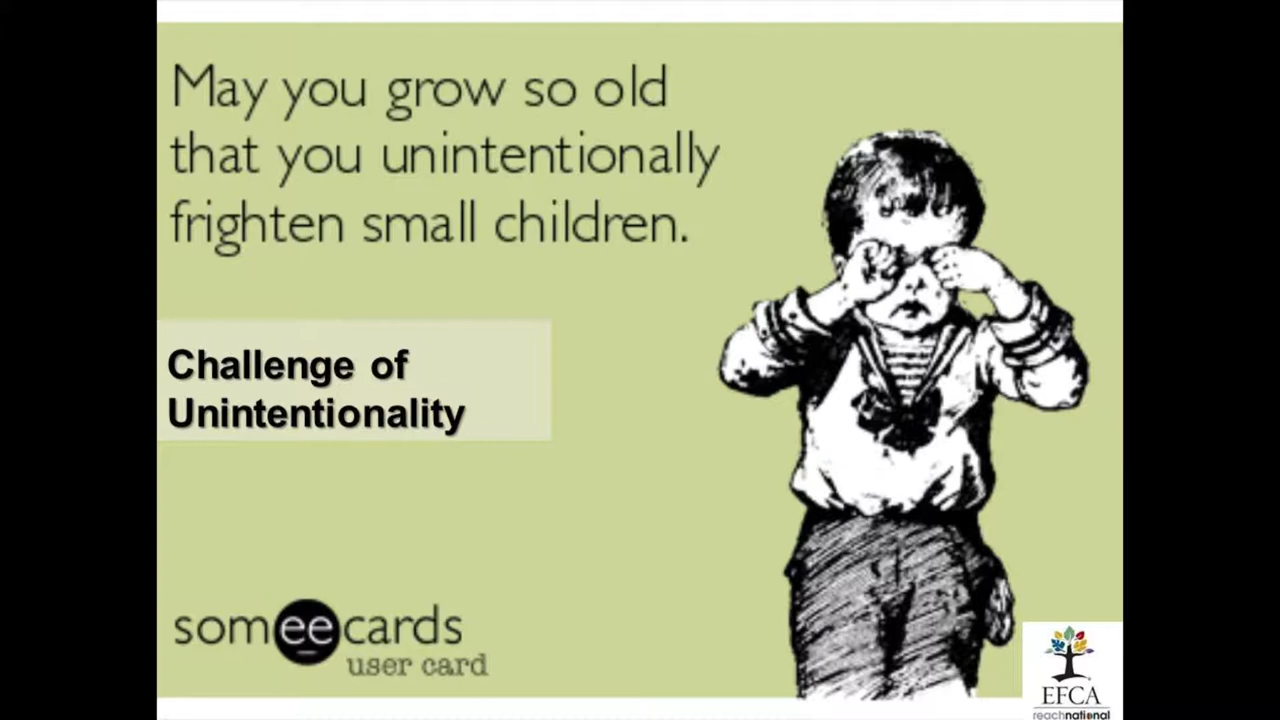 May you grow so old
that you unintentionally
frighten small children.
Challenge of
Unintentionality
someecards
user card
EFCA
reachnational